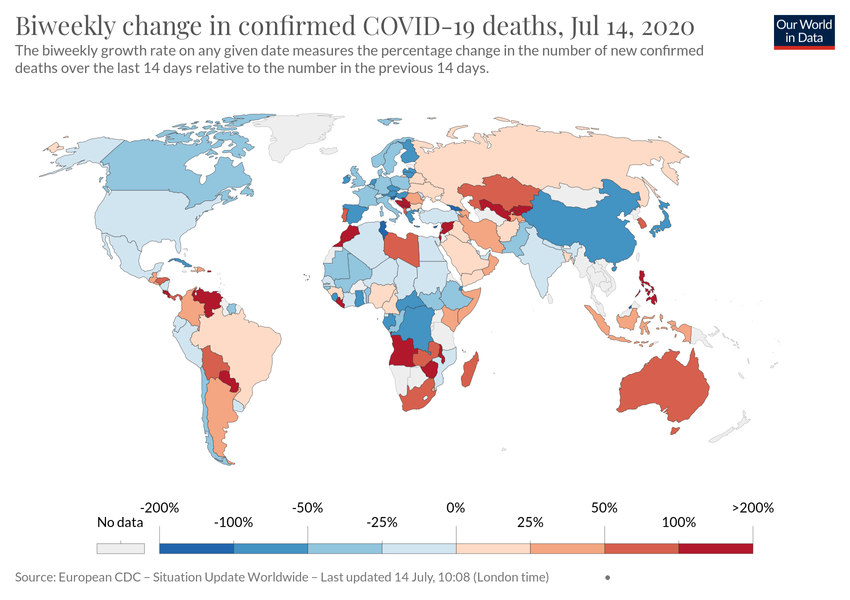 Biweekly change in confirmed COVID-19 deaths, Jul 14, 2020
Our World
in Data
The biweekly growth rate on any given date measures the percentage change in the number of new confirmed
deaths over the last 14 days relative to the number in the previous 14 days.
-200% -50% 0% 50% >200%
No data -100% -25% 25% 100%
Source: European CDC – Situation Update Worldwide – Last updated 14 July, 10:08 (London time)